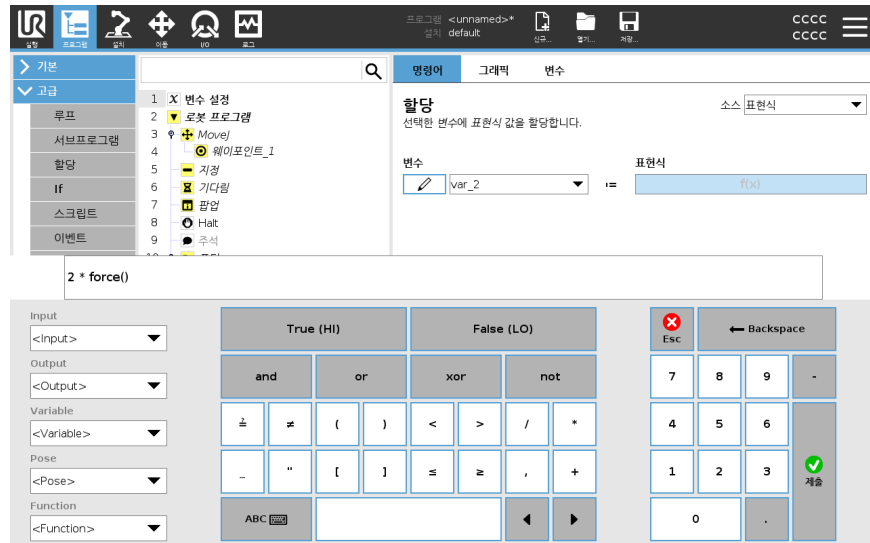 UR
실행
프로그램
설치
이동
I/O
로그
프로그램 <unnamed>*
설치 default
신규...
열기...
저장...
CCCC
CCCC
기본
고급
루프
서브프로그램
할당
If
스크립트
이벤트
1 X 변수 설정
2 로봇 프로그램
3 MoveJ
4 웨이포인트_1
5 지정
6 기다림
7 팝업
8 Halt
9 주석
명령어 그래픽 변수
할당
소스 표현식
선택한 변수에 표현식 값을 할당합니다.
변수
표현식
var_2
:=
f(x)
2 * force()
Input
<Input>
Output
<Output>
Variable
<Variable>
Pose
<Pose>
Function
<Function>
True (HI) False (LO)
and or xor not
≟ ≠ ( ) < > / *
_ " [ ] ≤ ≥ , +
ABC
Esc
Backspace
7 8 9 -
4 5 6
1 2 3
제출
0 .